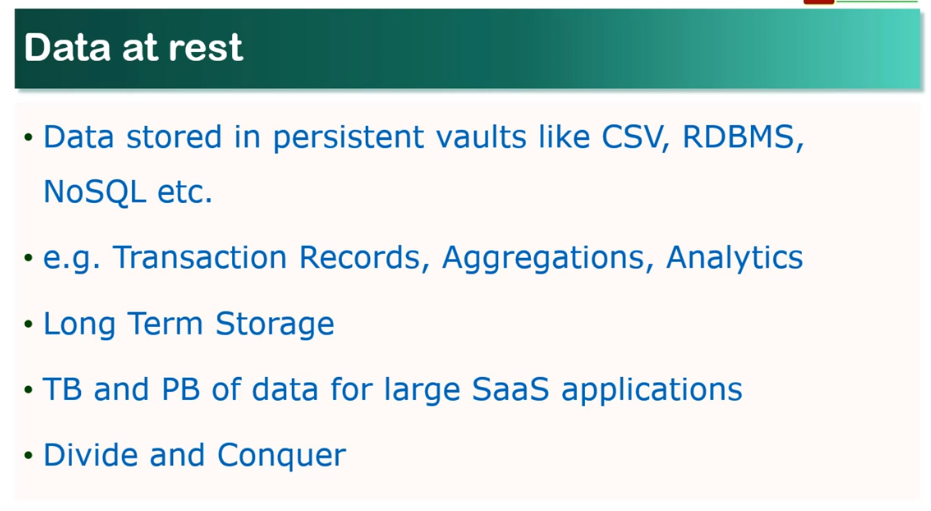 Data at rest
• Data stored in persistent vaults like CSV, RDBMS,
NoSQL etc.
• e.g. Transaction Records, Aggregations, Analytics
• Long Term Storage
• TB and PB of data for large SaaS applications
• Divide and Conquer